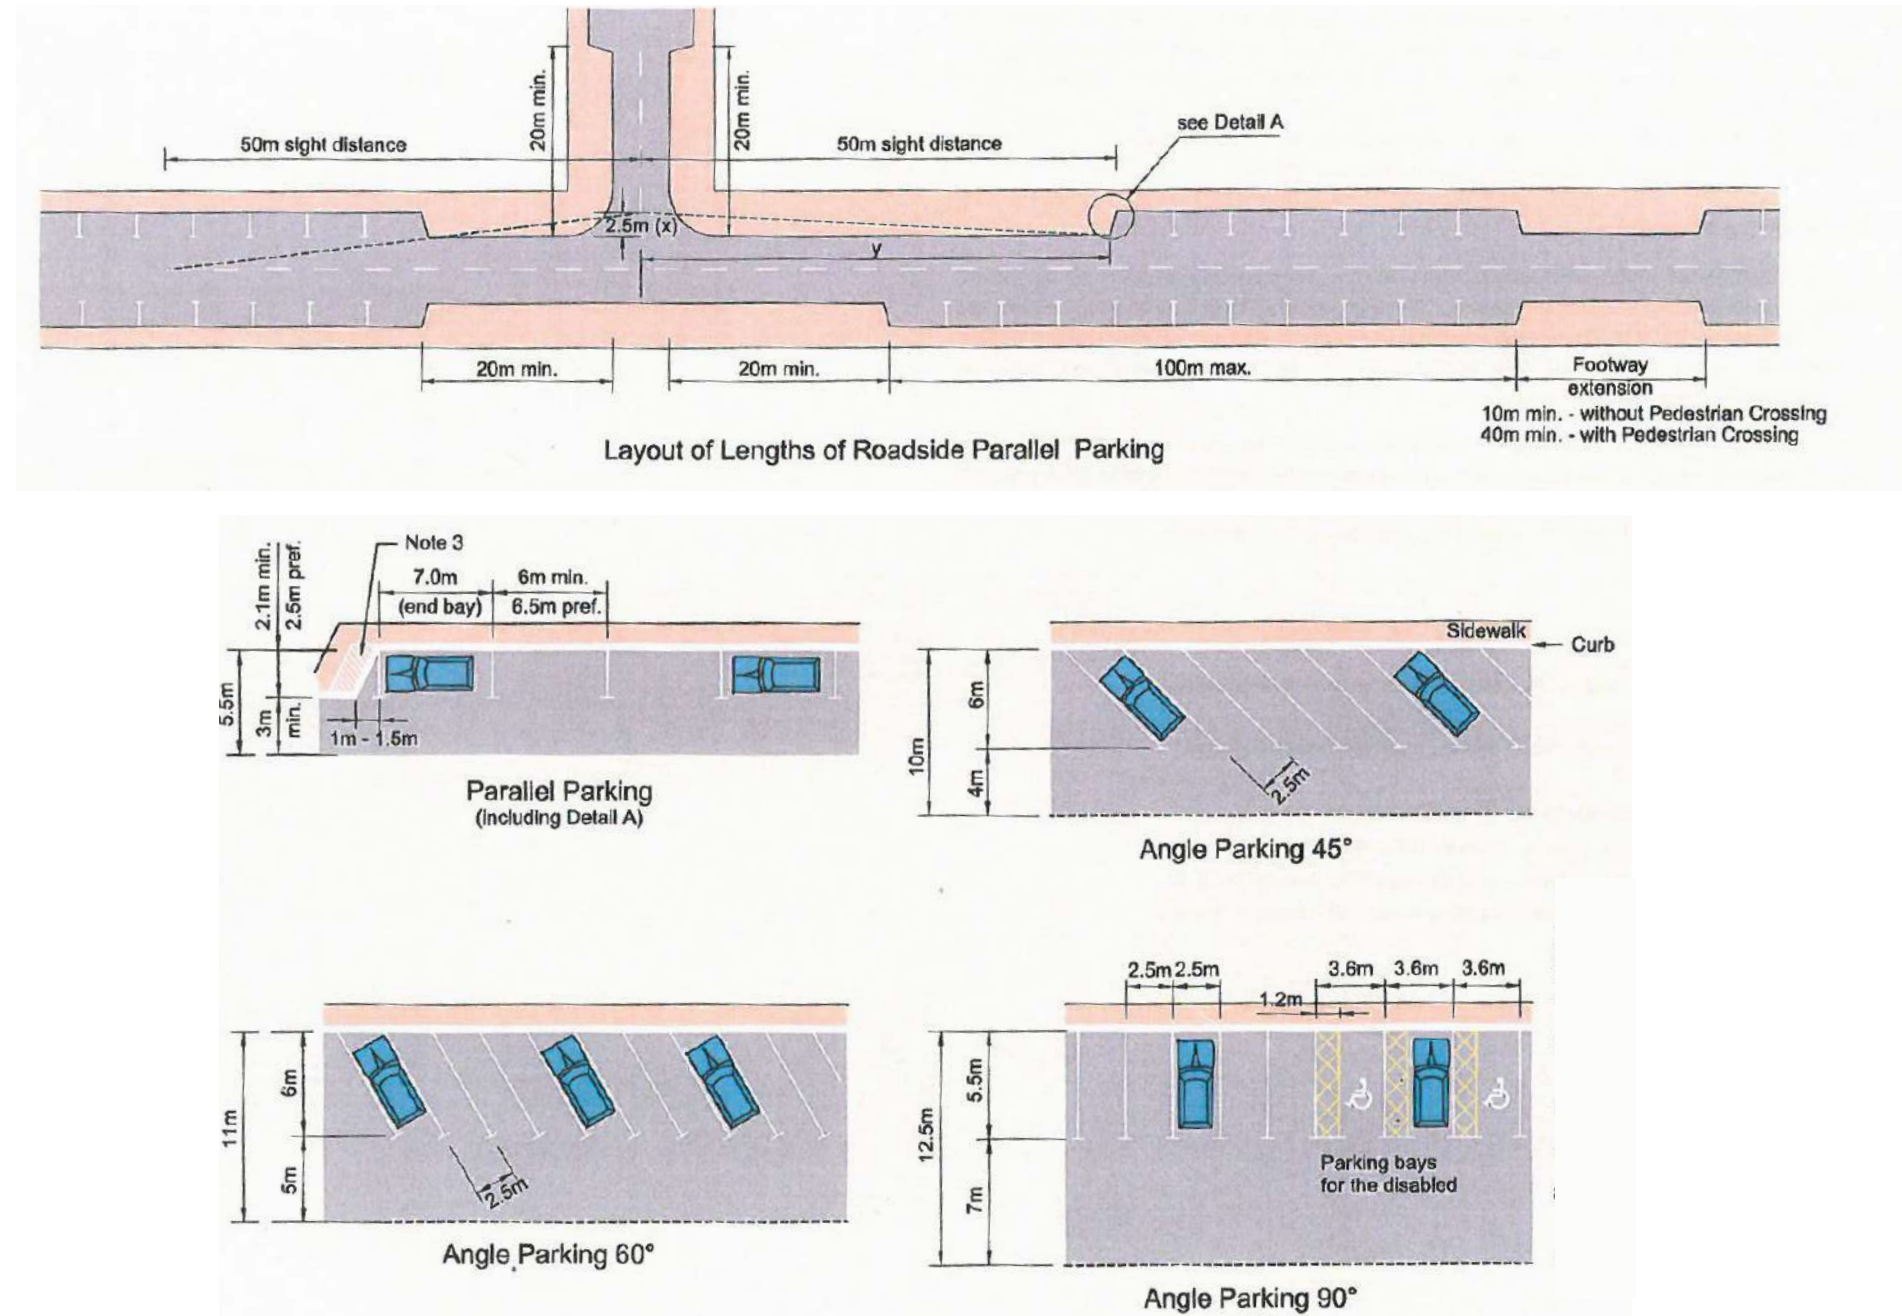 20m min.
20m min.
see Detail A
50m sight distance
50m sight distance
2.5m (x)
y
20m min.
20m min.
100m max.
Footway
extension
10m min. - without Pedestrian Crossing
40m min. - with Pedestrian Crossing
Layout of Lengths of Roadside Parallel Parking
Note 3
2.1m min.
2.5m pref.
7.0m
(end bay)
6m min.
6.5m pref.
5.5m
3m
min.
1m - 1.5m
Parallel Parking
(including Detail A)
Sidewalk
Curb
10m
6m
4m
2.5m
Angle Parking 45°
11m
6m
5m
2.5m
Angle Parking 60°
2.5m 2.5m
3.6m 3.6m 3.6m
1.2m
12.5m
5.5m
7m
Parking bays
for the disabled
Angle Parking 90°